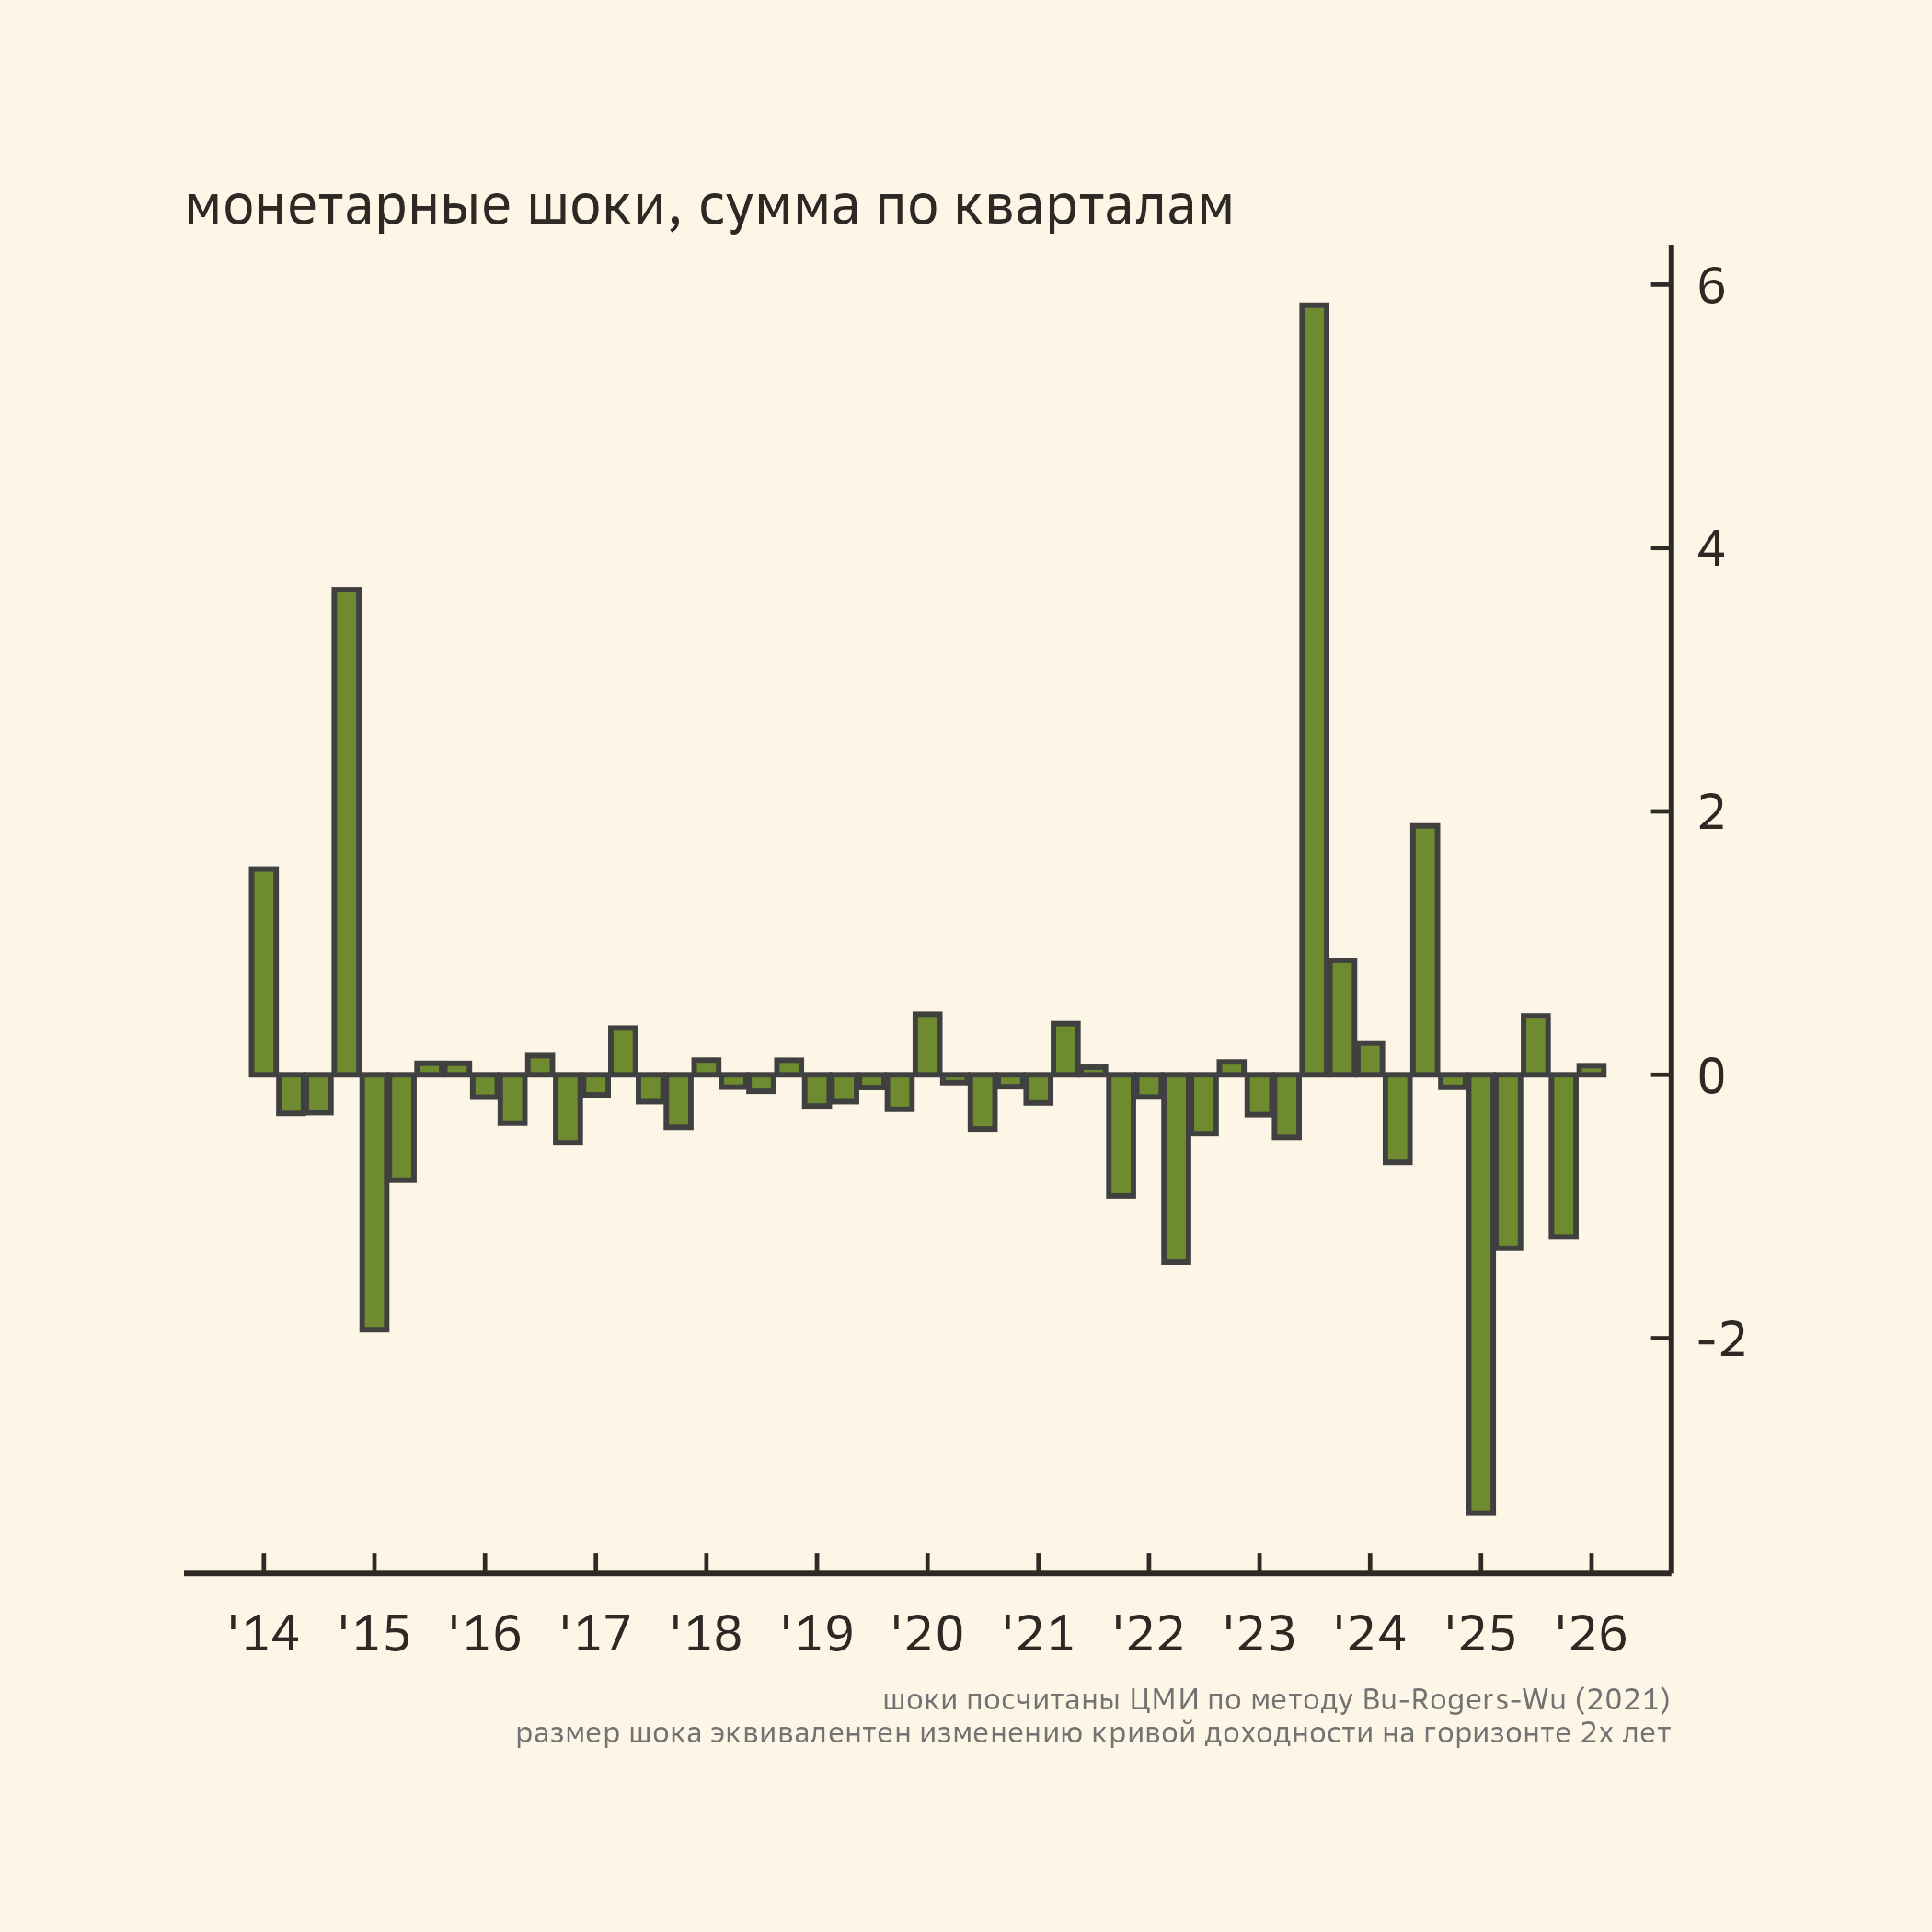 монетарные шоки, сумма по кварталам
6
4
2
0
-2
'14 '15 '16 '17 '18 '19 '20 '21 '22 '23 '24 '25 '26
шоки посчитаны ЦМИ по методу Bu-Rogers-Wu (2021)
размер шока эквивалентен изменению кривой доходности на горизонте 2х лет